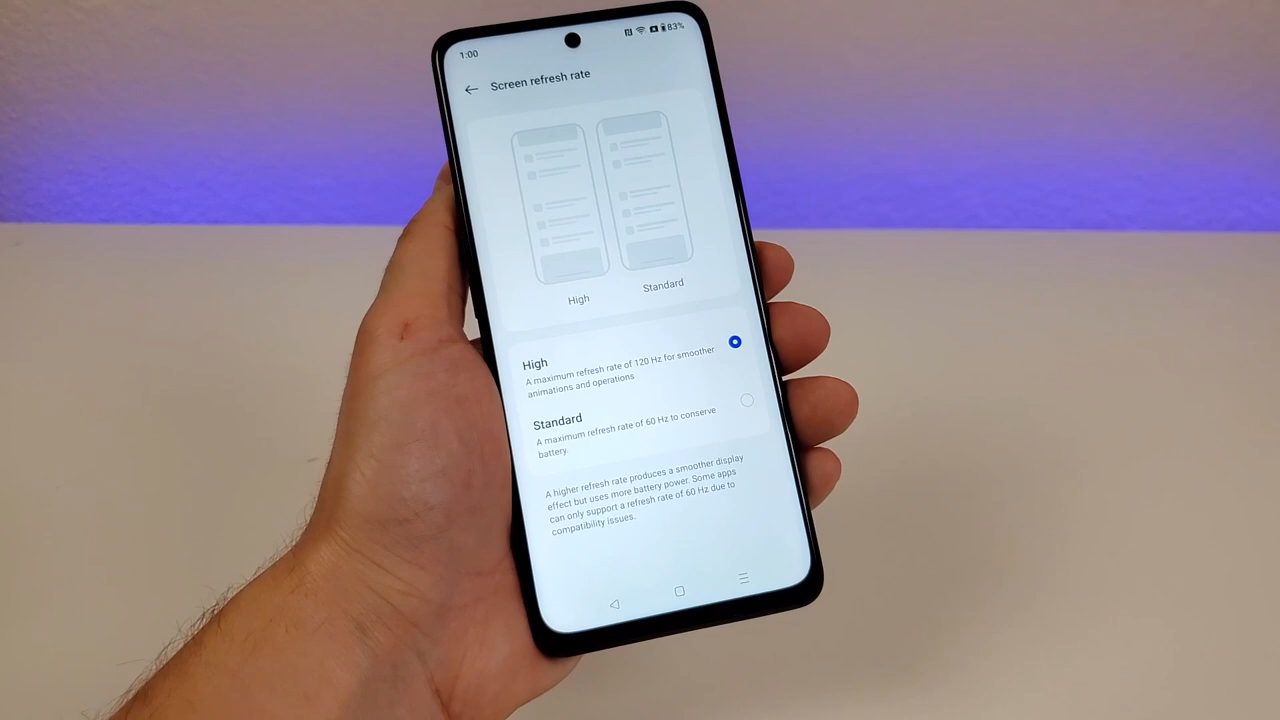 1:00
83%
Screen refresh rate
High
Standard
High
A maximum refresh rate of 120 Hz for smoother
animations and operations
Standard
A maximum refresh rate of 60 Hz to conserve
battery.
A higher refresh rate produces a smoother display
effect but uses more battery power. Some apps
can only support a refresh rate of 60 Hz due to
compatibility issues.